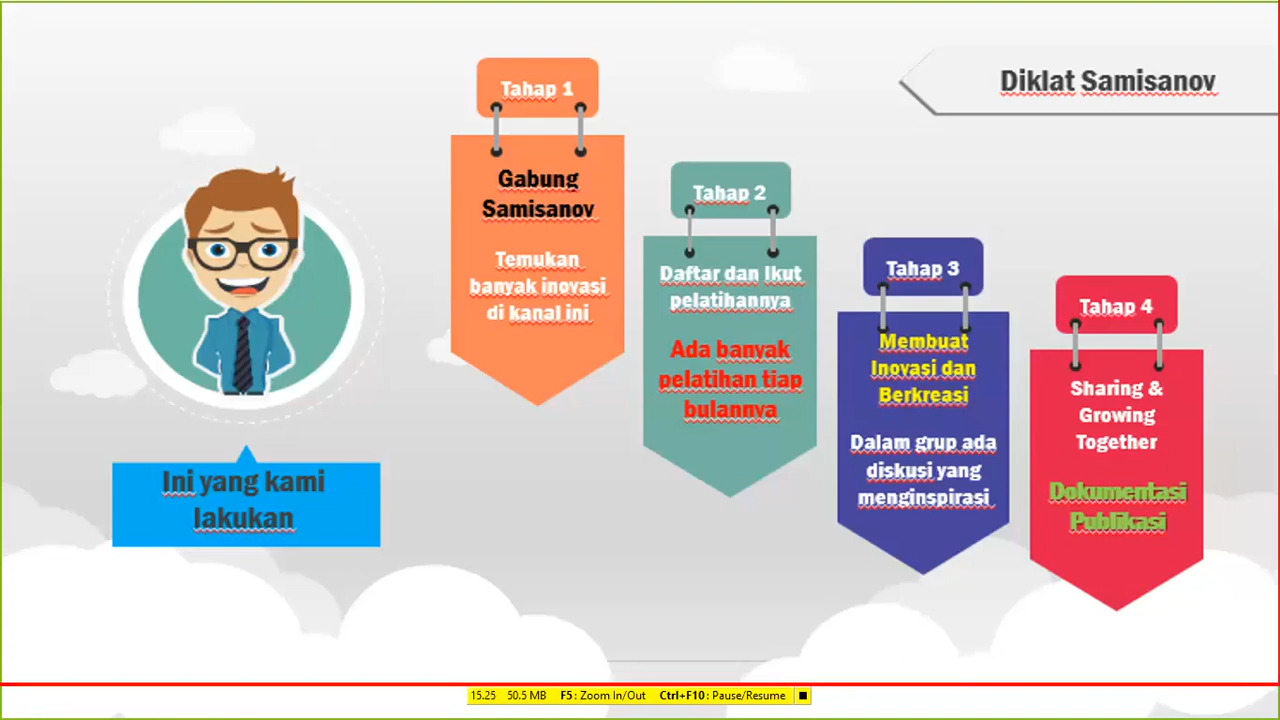 Diklat Samisanov
Tahap 1
Gabung
Samisanov
Temukan
banyak inovasi
di kanal ini
Tahap 2
Daftar dan Ikut
pelatihannya
Ada banyak
pelatihan tiap
bulannya
Tahap 3
Membuat
Inovasi dan
Berkreasi
Dalam grup ada
diskusi yang
menginspirasi
Tahap 4
Sharing &
Growing
Together
Dokumentasi
Publikasi
Ini yang kami
lakukan
15.25 50.5 MB F5: Zoom In/Out Ctrl+F10: Pause/Resume